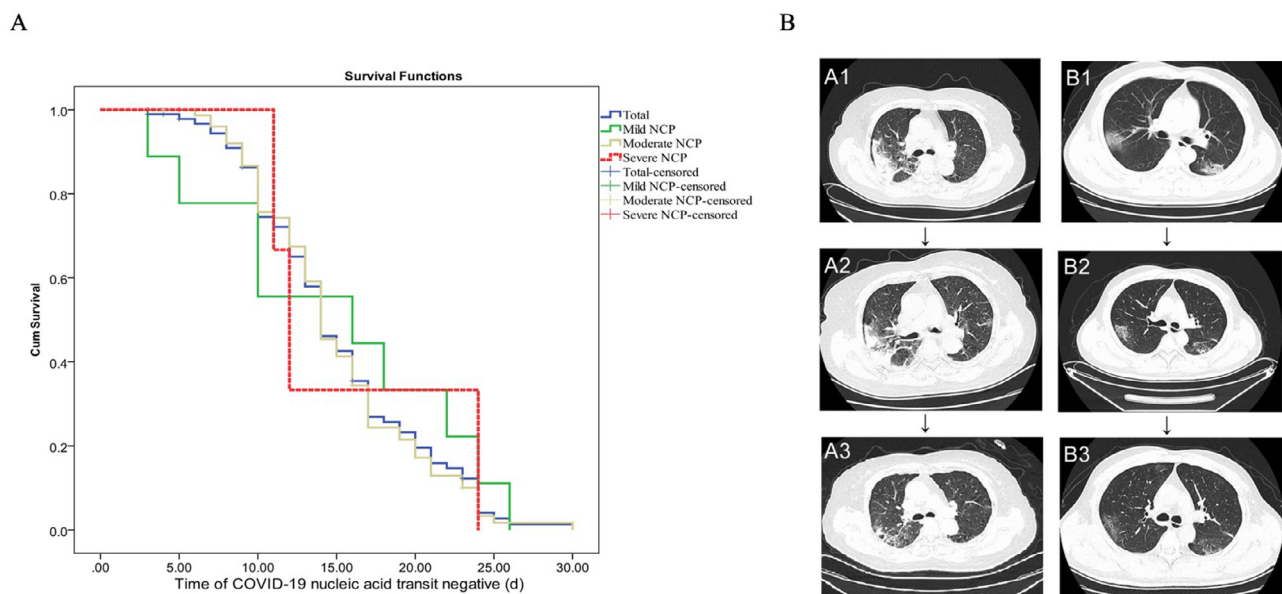 A
B
Survival Functions
1.0
0.8
0.6
0.4
0.2
0.0
Cum Survival
.00 5.00 10.00 15.00 20.00 25.00 30.00
Time of COVID-19 nucleic acid transit negative (d)
Total
Mild NCP
Moderate NCP
Severe NCP
Total-censored
Mild NCP-censored
Moderate NCP-censored
Severe NCP-censored
A1
B1
A2
B2
A3
B3